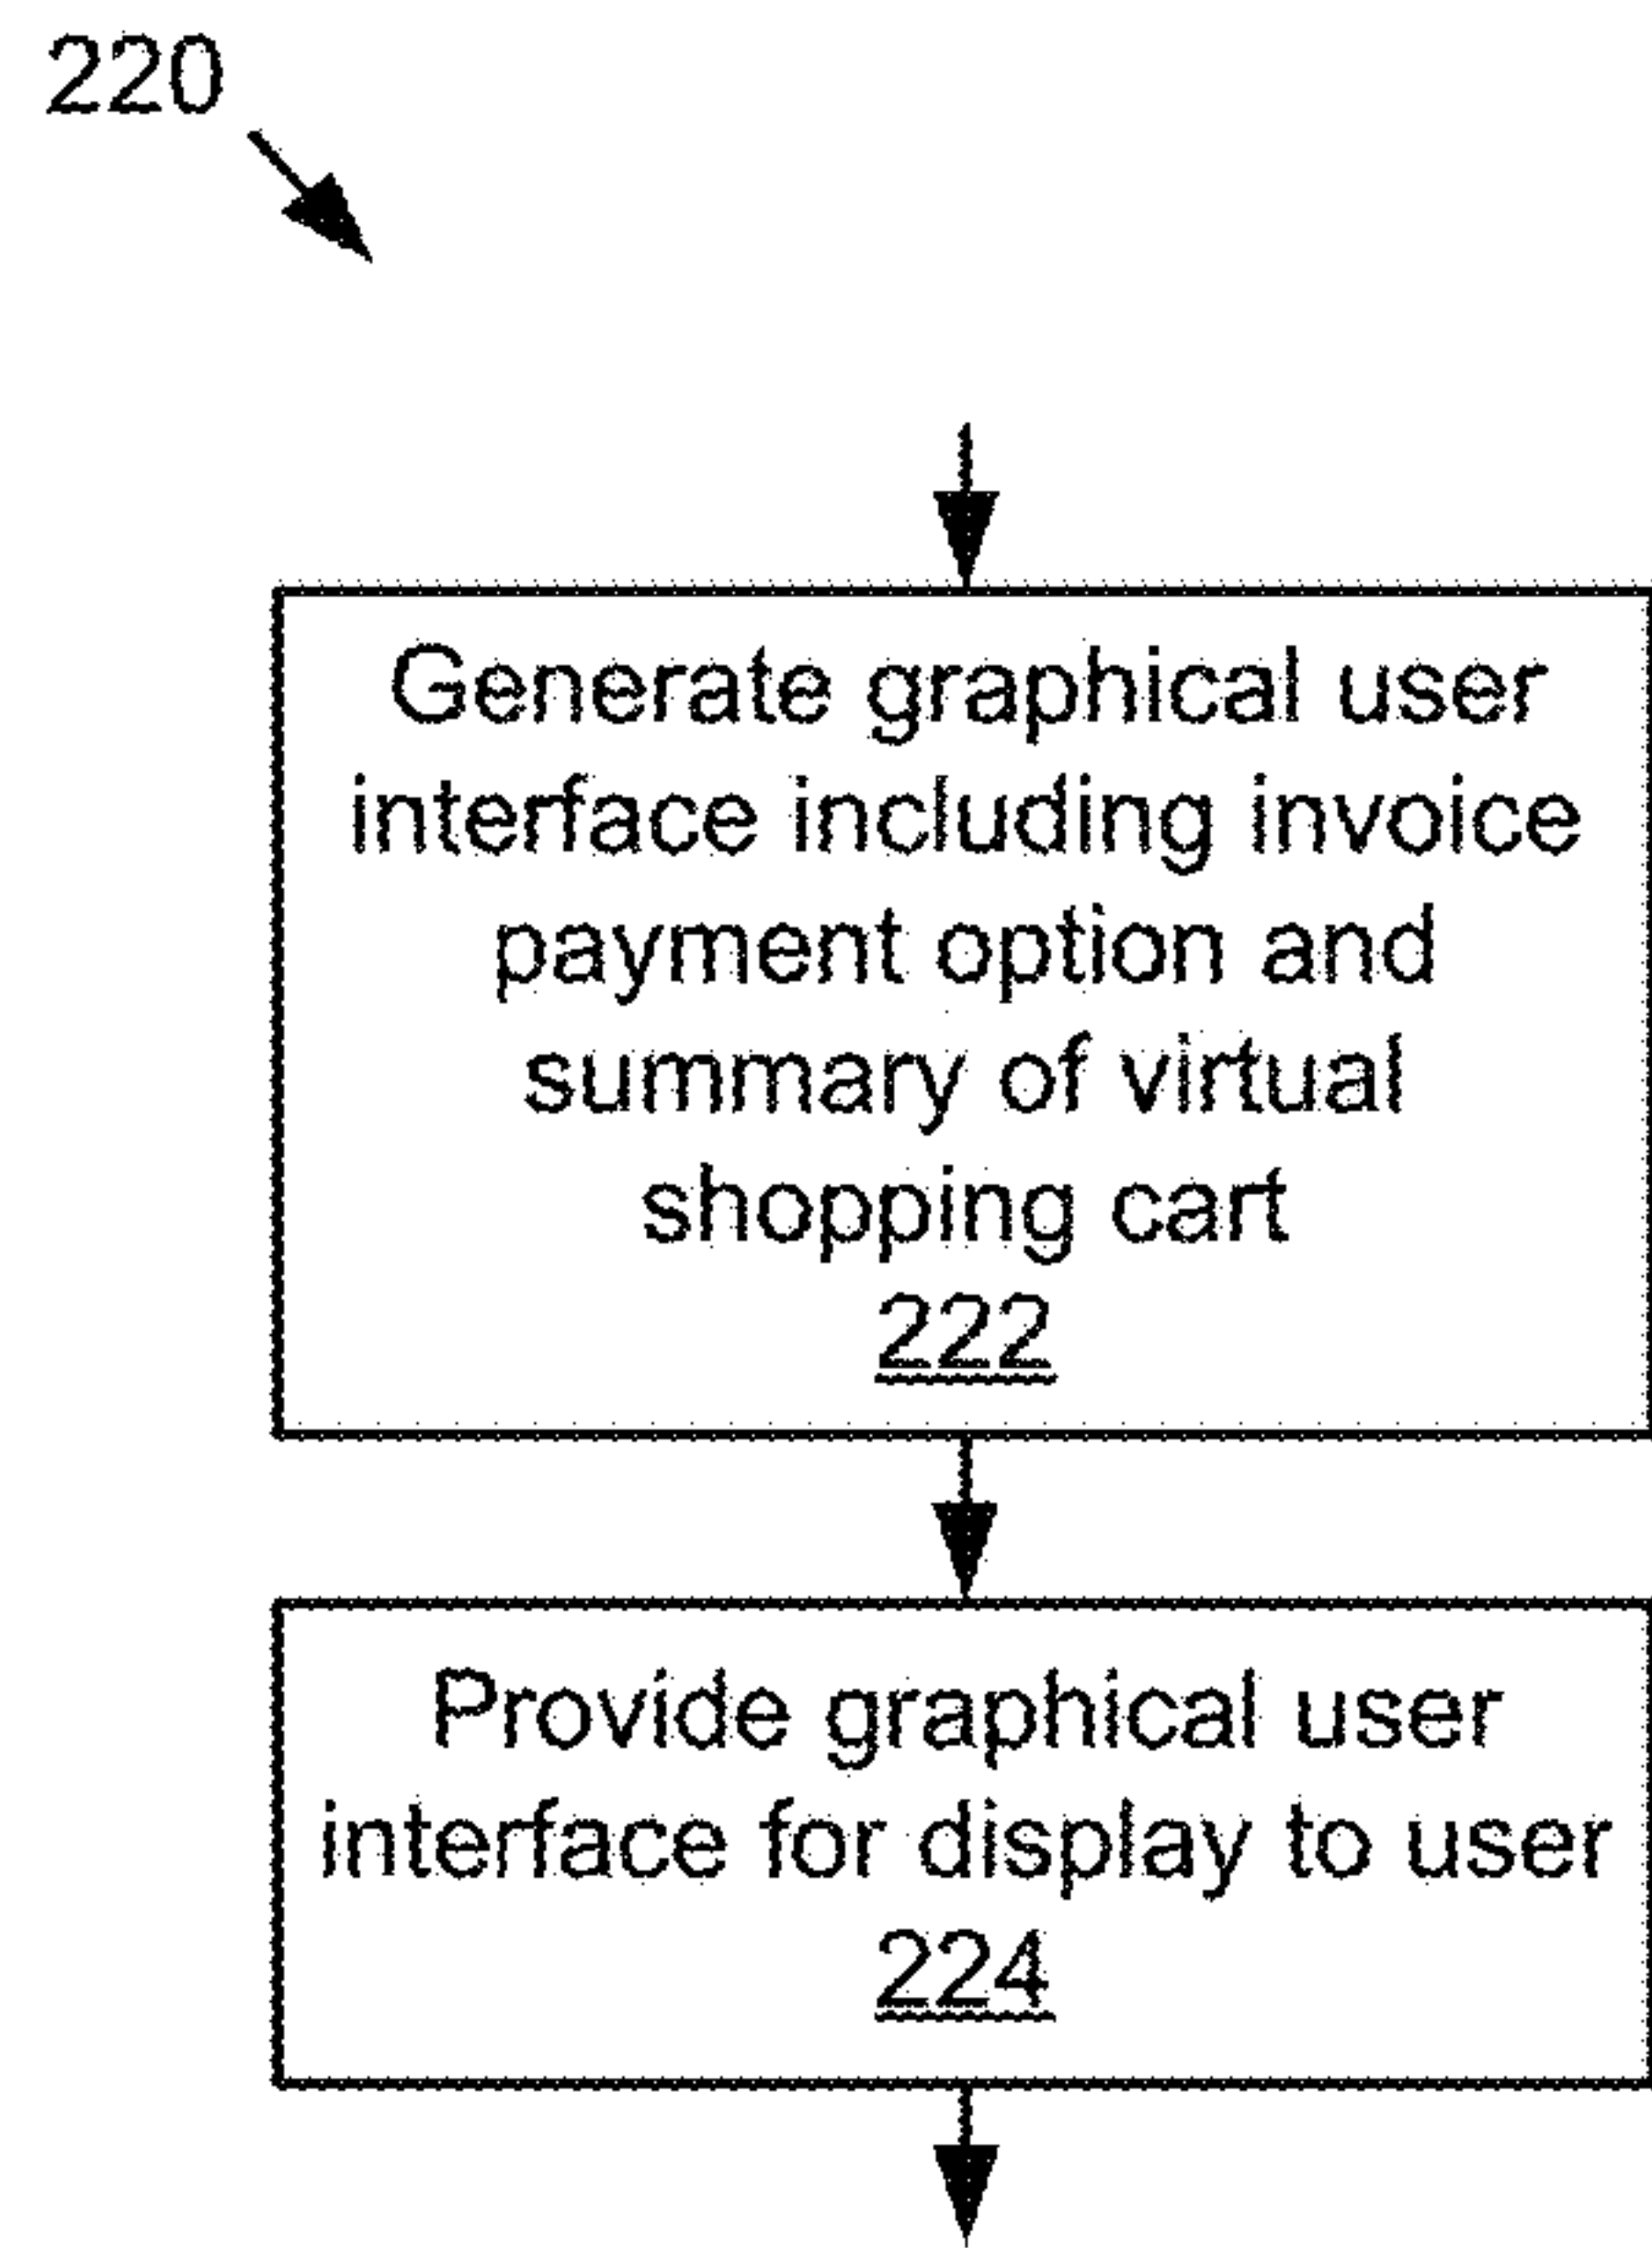 220
Generate graphical user
interface including invoice
payment option and
summary of virtual
shopping cart
222
Provide graphical user
interface for display to user
224